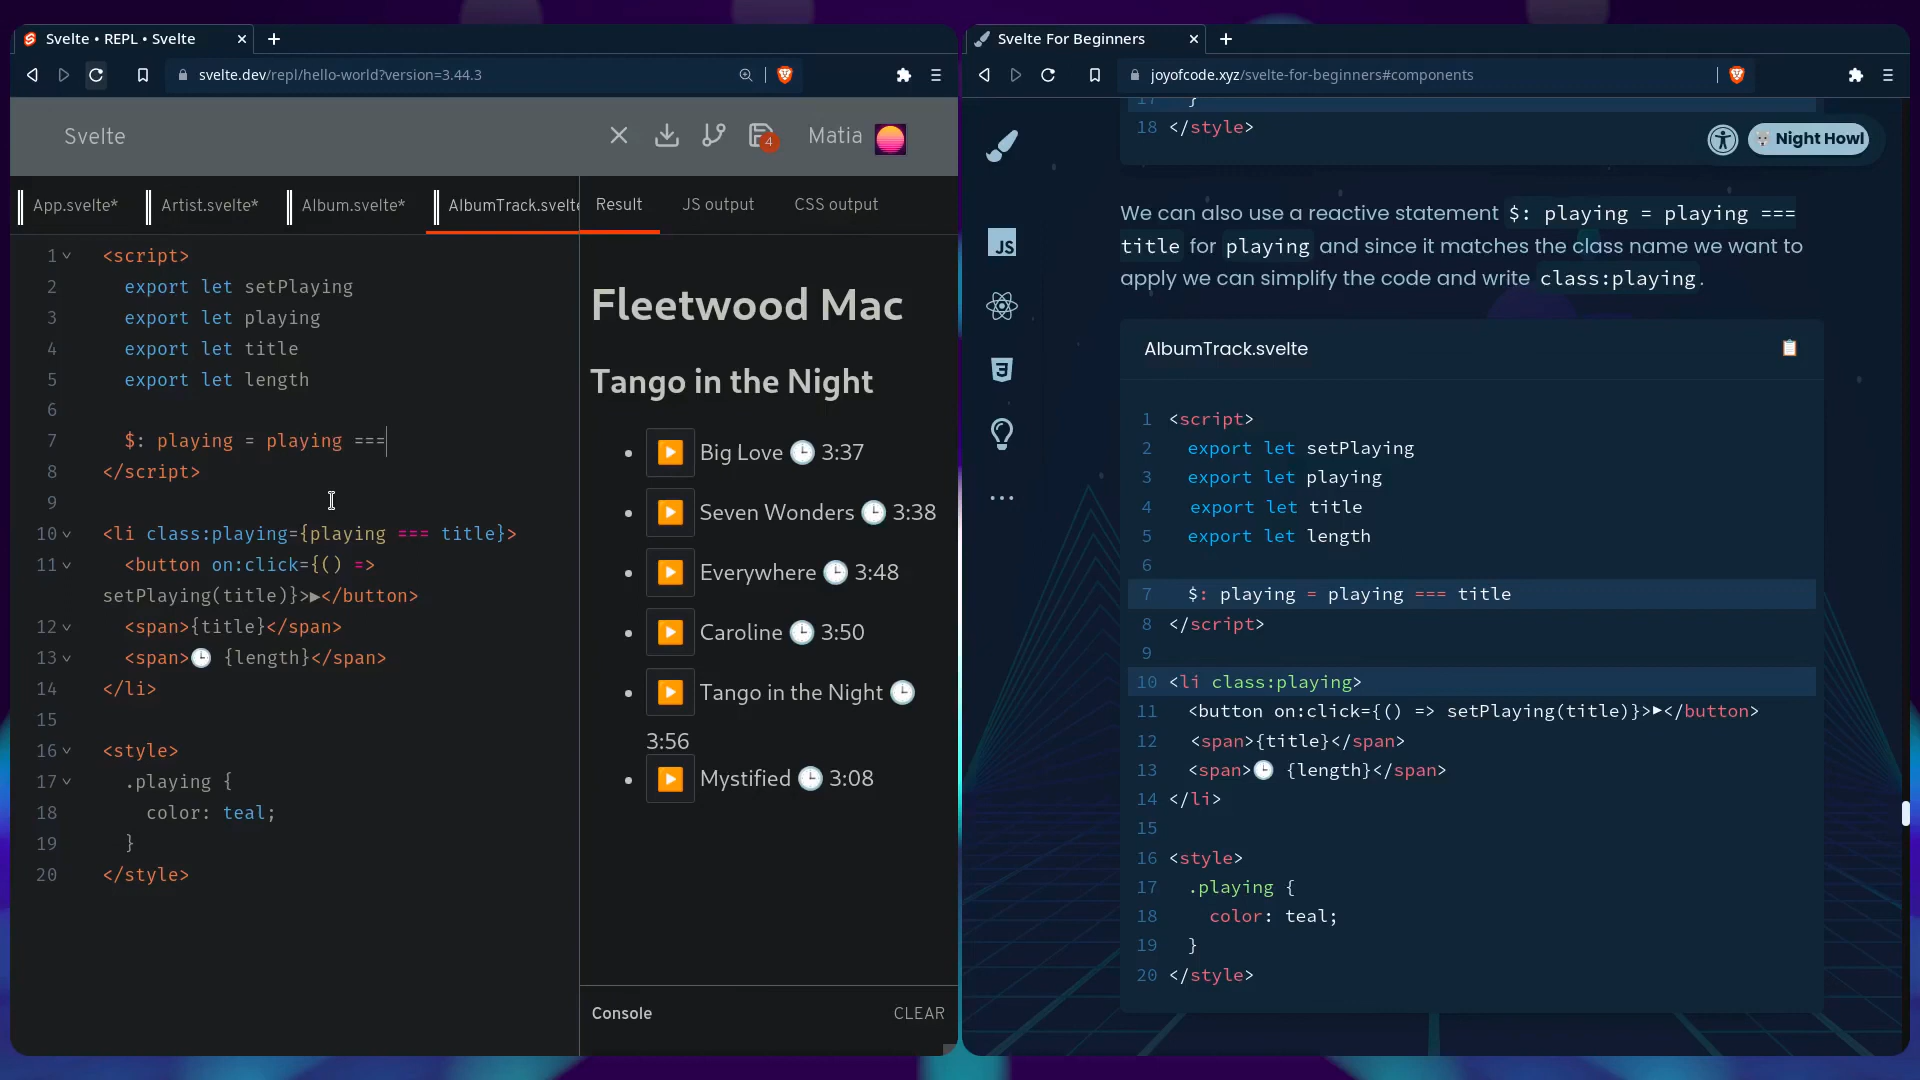 Svelte • REPL • Svelte
svelte.dev/repl/hello-world?version=3.44.3
Svelte
4
Matia
App.svelte*
Artist.svelte*
Album.svelte*
AlbumTrack.svelte
Result
JS output
CSS output
1 <script>
2 export let setPlaying
3 export let playing
4 export let title
5 export let length
6
7 $: playing = playing ===
8 </script>
9
10 <li class:playing={playing === title}>
11 <button on:click={() =>
setPlaying(title)}>▶</button>
12 <span>{title}</span>
13 <span>🕒 {length}</span>
14 </li>
15
16 <style>
17 .playing {
18 color: teal;
19 }
20 </style>
Fleetwood Mac
Tango in the Night
• ▶️ Big Love 🕒 3:37
• ▶️ Seven Wonders 🕒 3:38
• ▶️ Everywhere 🕒 3:48
• ▶️ Caroline 🕒 3:50
• ▶️ Tango in the Night 🕒
3:56
• ▶️ Mystified 🕒 3:08
Console
CLEAR
Svelte For Beginners
joyofcode.xyz/svelte-for-beginners#components
17 }
18 </style>
Night Howl
JS
3
We can also use a reactive statement $: playing = playing ===
title for playing and since it matches the class name we want to
apply we can simplify the code and write class:playing.
AlbumTrack.svelte
1 <script>
2 export let setPlaying
3 export let playing
4 export let title
5 export let length
6
7 $: playing = playing === title
8 </script>
9
10 <li class:playing>
11 <button on:click={() => setPlaying(title)}>▶</button>
12 <span>{title}</span>
13 <span>🕒 {length}</span>
14 </li>
15
16 <style>
17 .playing {
18 color: teal;
19 }
20 </style>